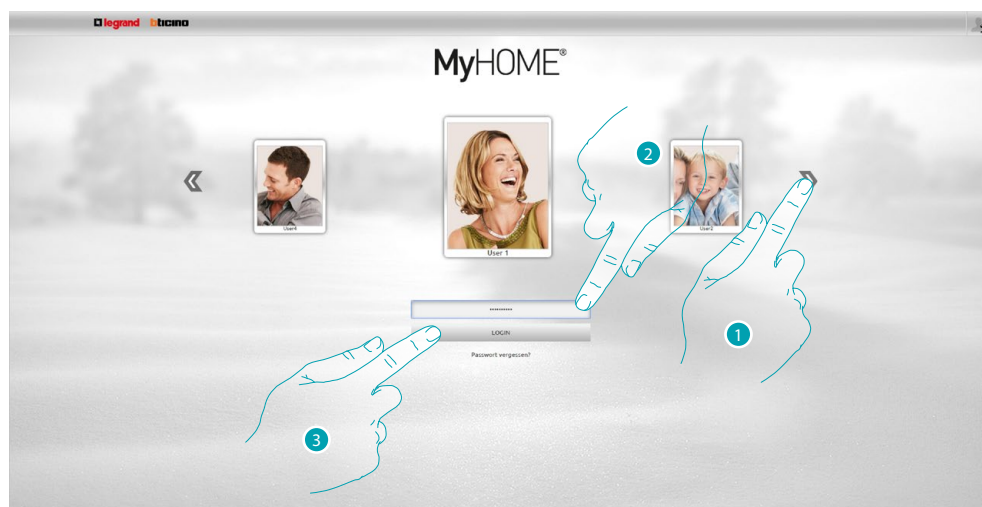 legrand bticino
MyHOME®
User4
User 1
User2
**********
LOGIN
Passwort vergessen?
1
2
3